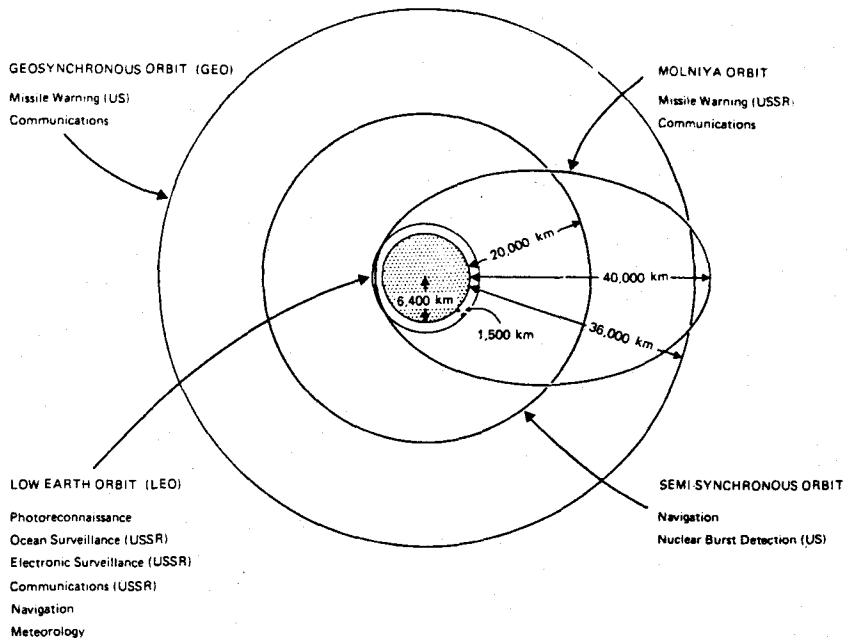 GEOSYNCHRONOUS ORBIT (GEO)
Missile Warning (US)
Communications
MOLNIYA ORBIT
Missile Warning (USSR)
Communications
20,000 km
40,000 km
6,400 km
1,500 km
36,000 km
LOW EARTH ORBIT (LEO)
Photoreconnaissance
Ocean Surveillance (USSR)
Electronic Surveillance (USSR)
Communications (USSR)
Navigation
Meteorology
SEMI-SYNCHRONOUS ORBIT
Navigation
Nuclear Burst Detection (US)